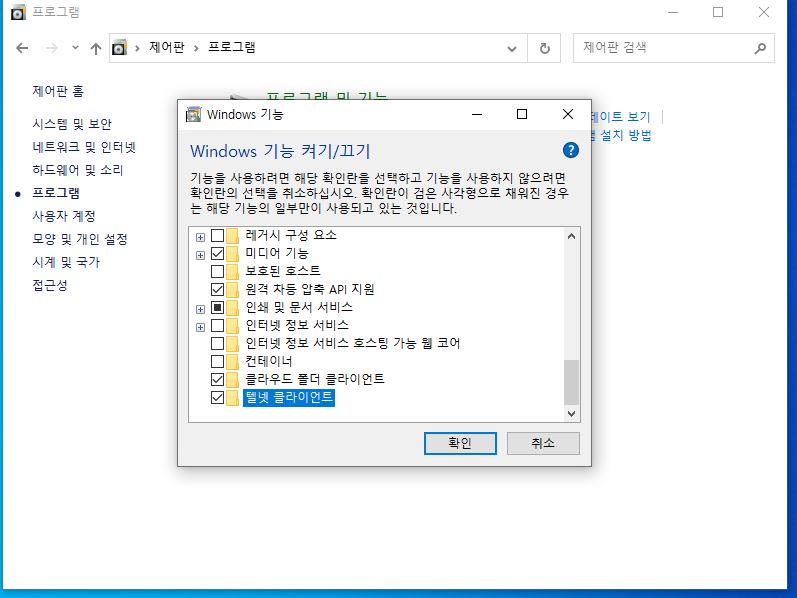 프로그램
제어판 > 프로그램
제어판 검색
제어판 홈
시스템 및 보안
네트워크 및 인터넷
하드웨어 및 소리
프로그램
사용자 계정
모양 및 개인 설정
시계 및 국가
접근성
프로그램 및 기능
데이트 보기
설치 방법
Windows 기능
Windows 기능 켜기/끄기
기능을 사용하려면 해당 확인란을 선택하고 기능을 사용하지 않으려면
확인란의 선택을 취소하십시오. 확인란이 검은 사각형으로 채워진 경우
는 해당 기능의 일부만이 사용되고 있는 것입니다.
레거시 구성 요소
미디어 기능
보호된 호스트
원격 차등 압축 API 지원
인쇄 및 문서 서비스
인터넷 정보 서비스
인터넷 정보 서비스 호스팅 가능 웹 코어
컨테이너
클라우드 폴더 클라이언트
텔넷 클라이언트
확인
취소